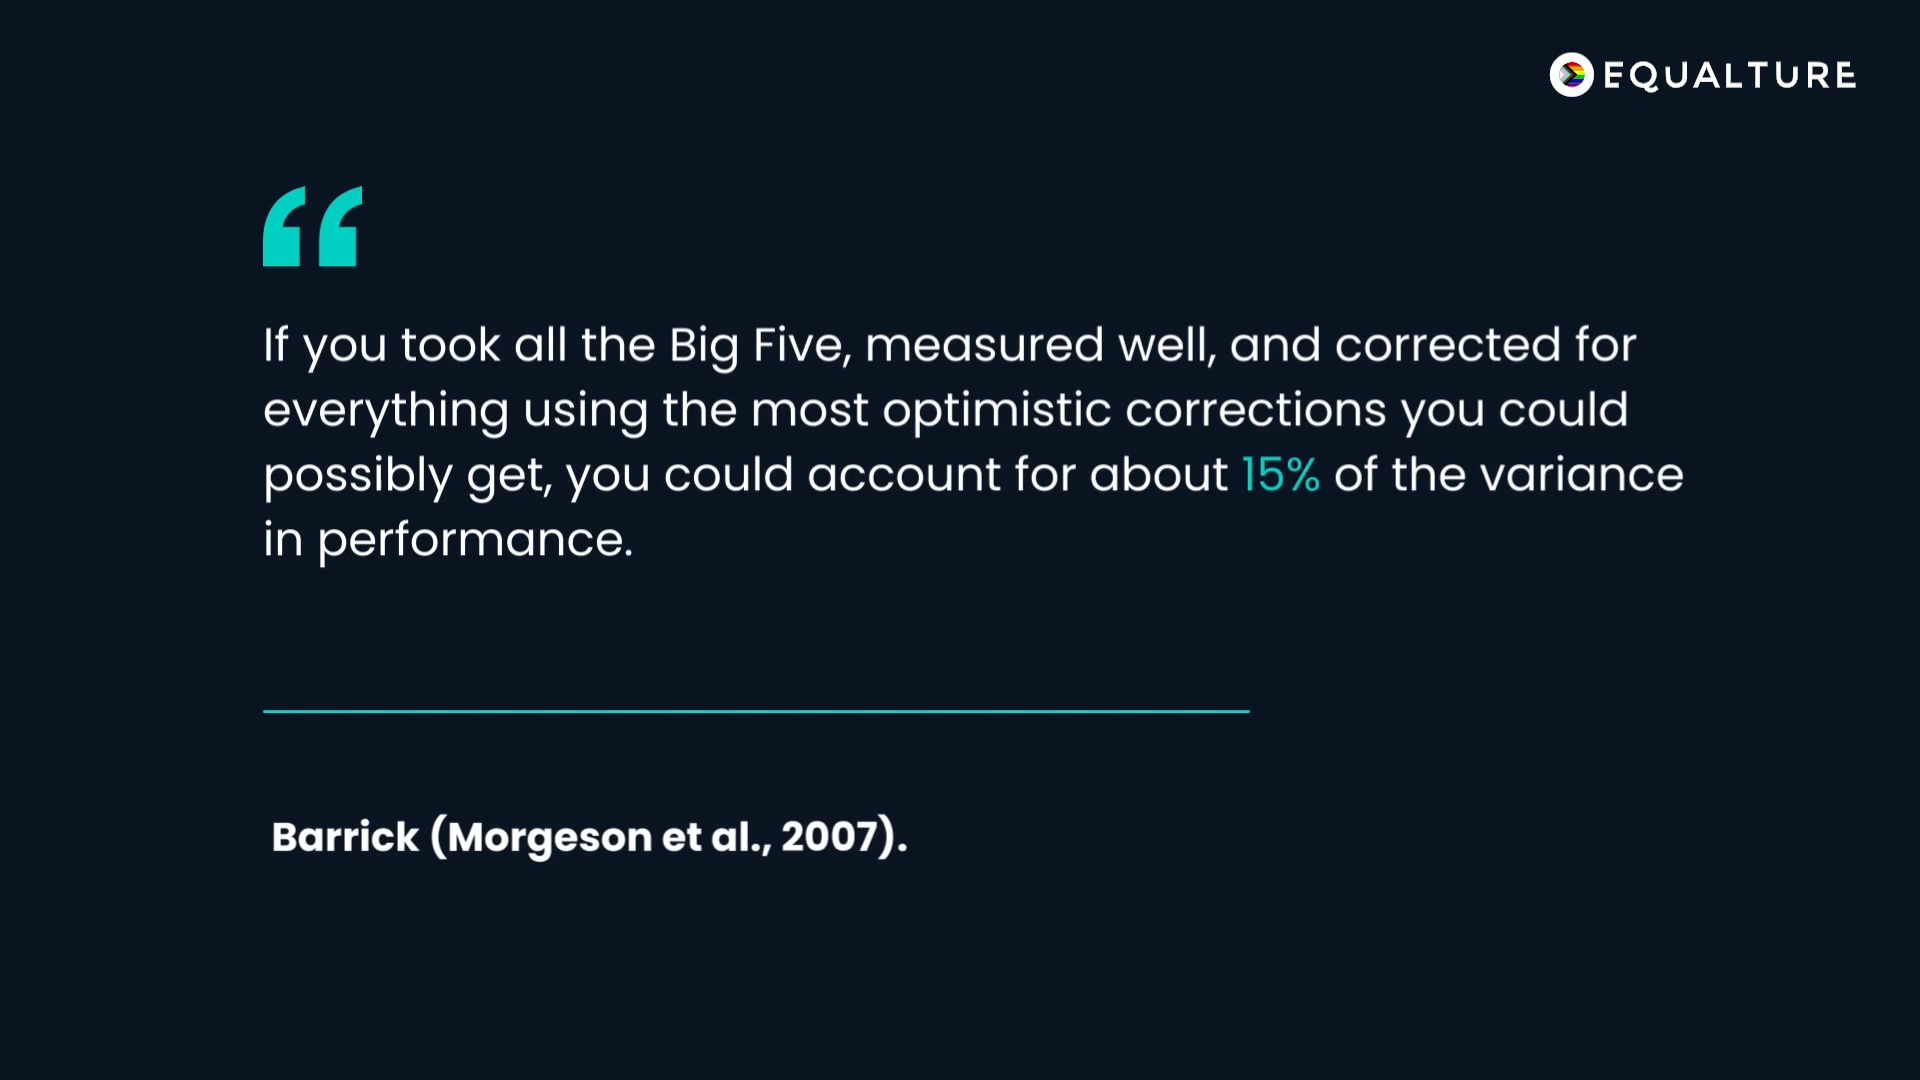 EQUALTURE
“
If you took all the Big Five, measured well, and corrected for
everything using the most optimistic corrections you could
possibly get, you could account for about 15% of the variance
in performance.
Barrick (Morgeson et al., 2007).